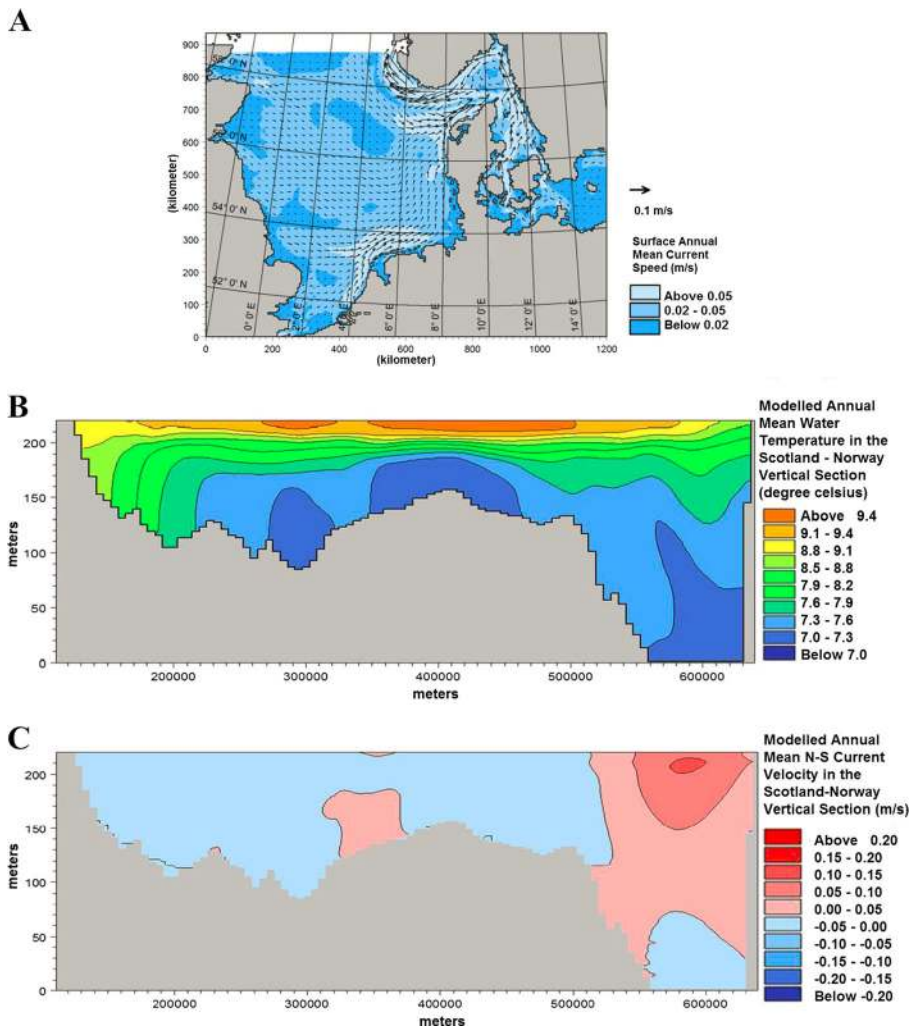 A
900
800
700
600
500
400
300
200
100
0
(kilometer)
58° 0' N
54° 0' N
52° 0' N
0° 0' E
2° 0' E
4° 0' E
6° 0' E
8° 0' E
10° 0' E
12° 0' E
14° 0' E
0 200 400 600 800 1000 1200
(kilometer)
0.1 m/s
Surface Annual
Mean Current
Speed (m/s)
Above 0.05
0.02 - 0.05
Below 0.02
B
200
150
100
50
0
meters
200000 300000 400000 500000 600000
meters
Modelled Annual
Mean Water
Temperature in the
Scotland - Norway
Vertical Section
(degree celsius)
Above 9.4
9.1 - 9.4
8.8 - 9.1
8.5 - 8.8
7.9 - 8.2
7.6 - 7.9
7.3 - 7.6
7.0 - 7.3
Below 7.0
C
200
150
100
50
0
meters
200000 300000 400000 500000 600000
meters
Modelled Annual
Mean N-S Current
Velocity in the
Scotland-Norway
Vertical Section (m/s)
Above 0.20
0.15 - 0.20
0.10 - 0.15
0.05 - 0.10
0.00 - 0.05
-0.05 - 0.00
-0.10 - -0.05
-0.15 - -0.10
-0.20 - -0.15
Below -0.20